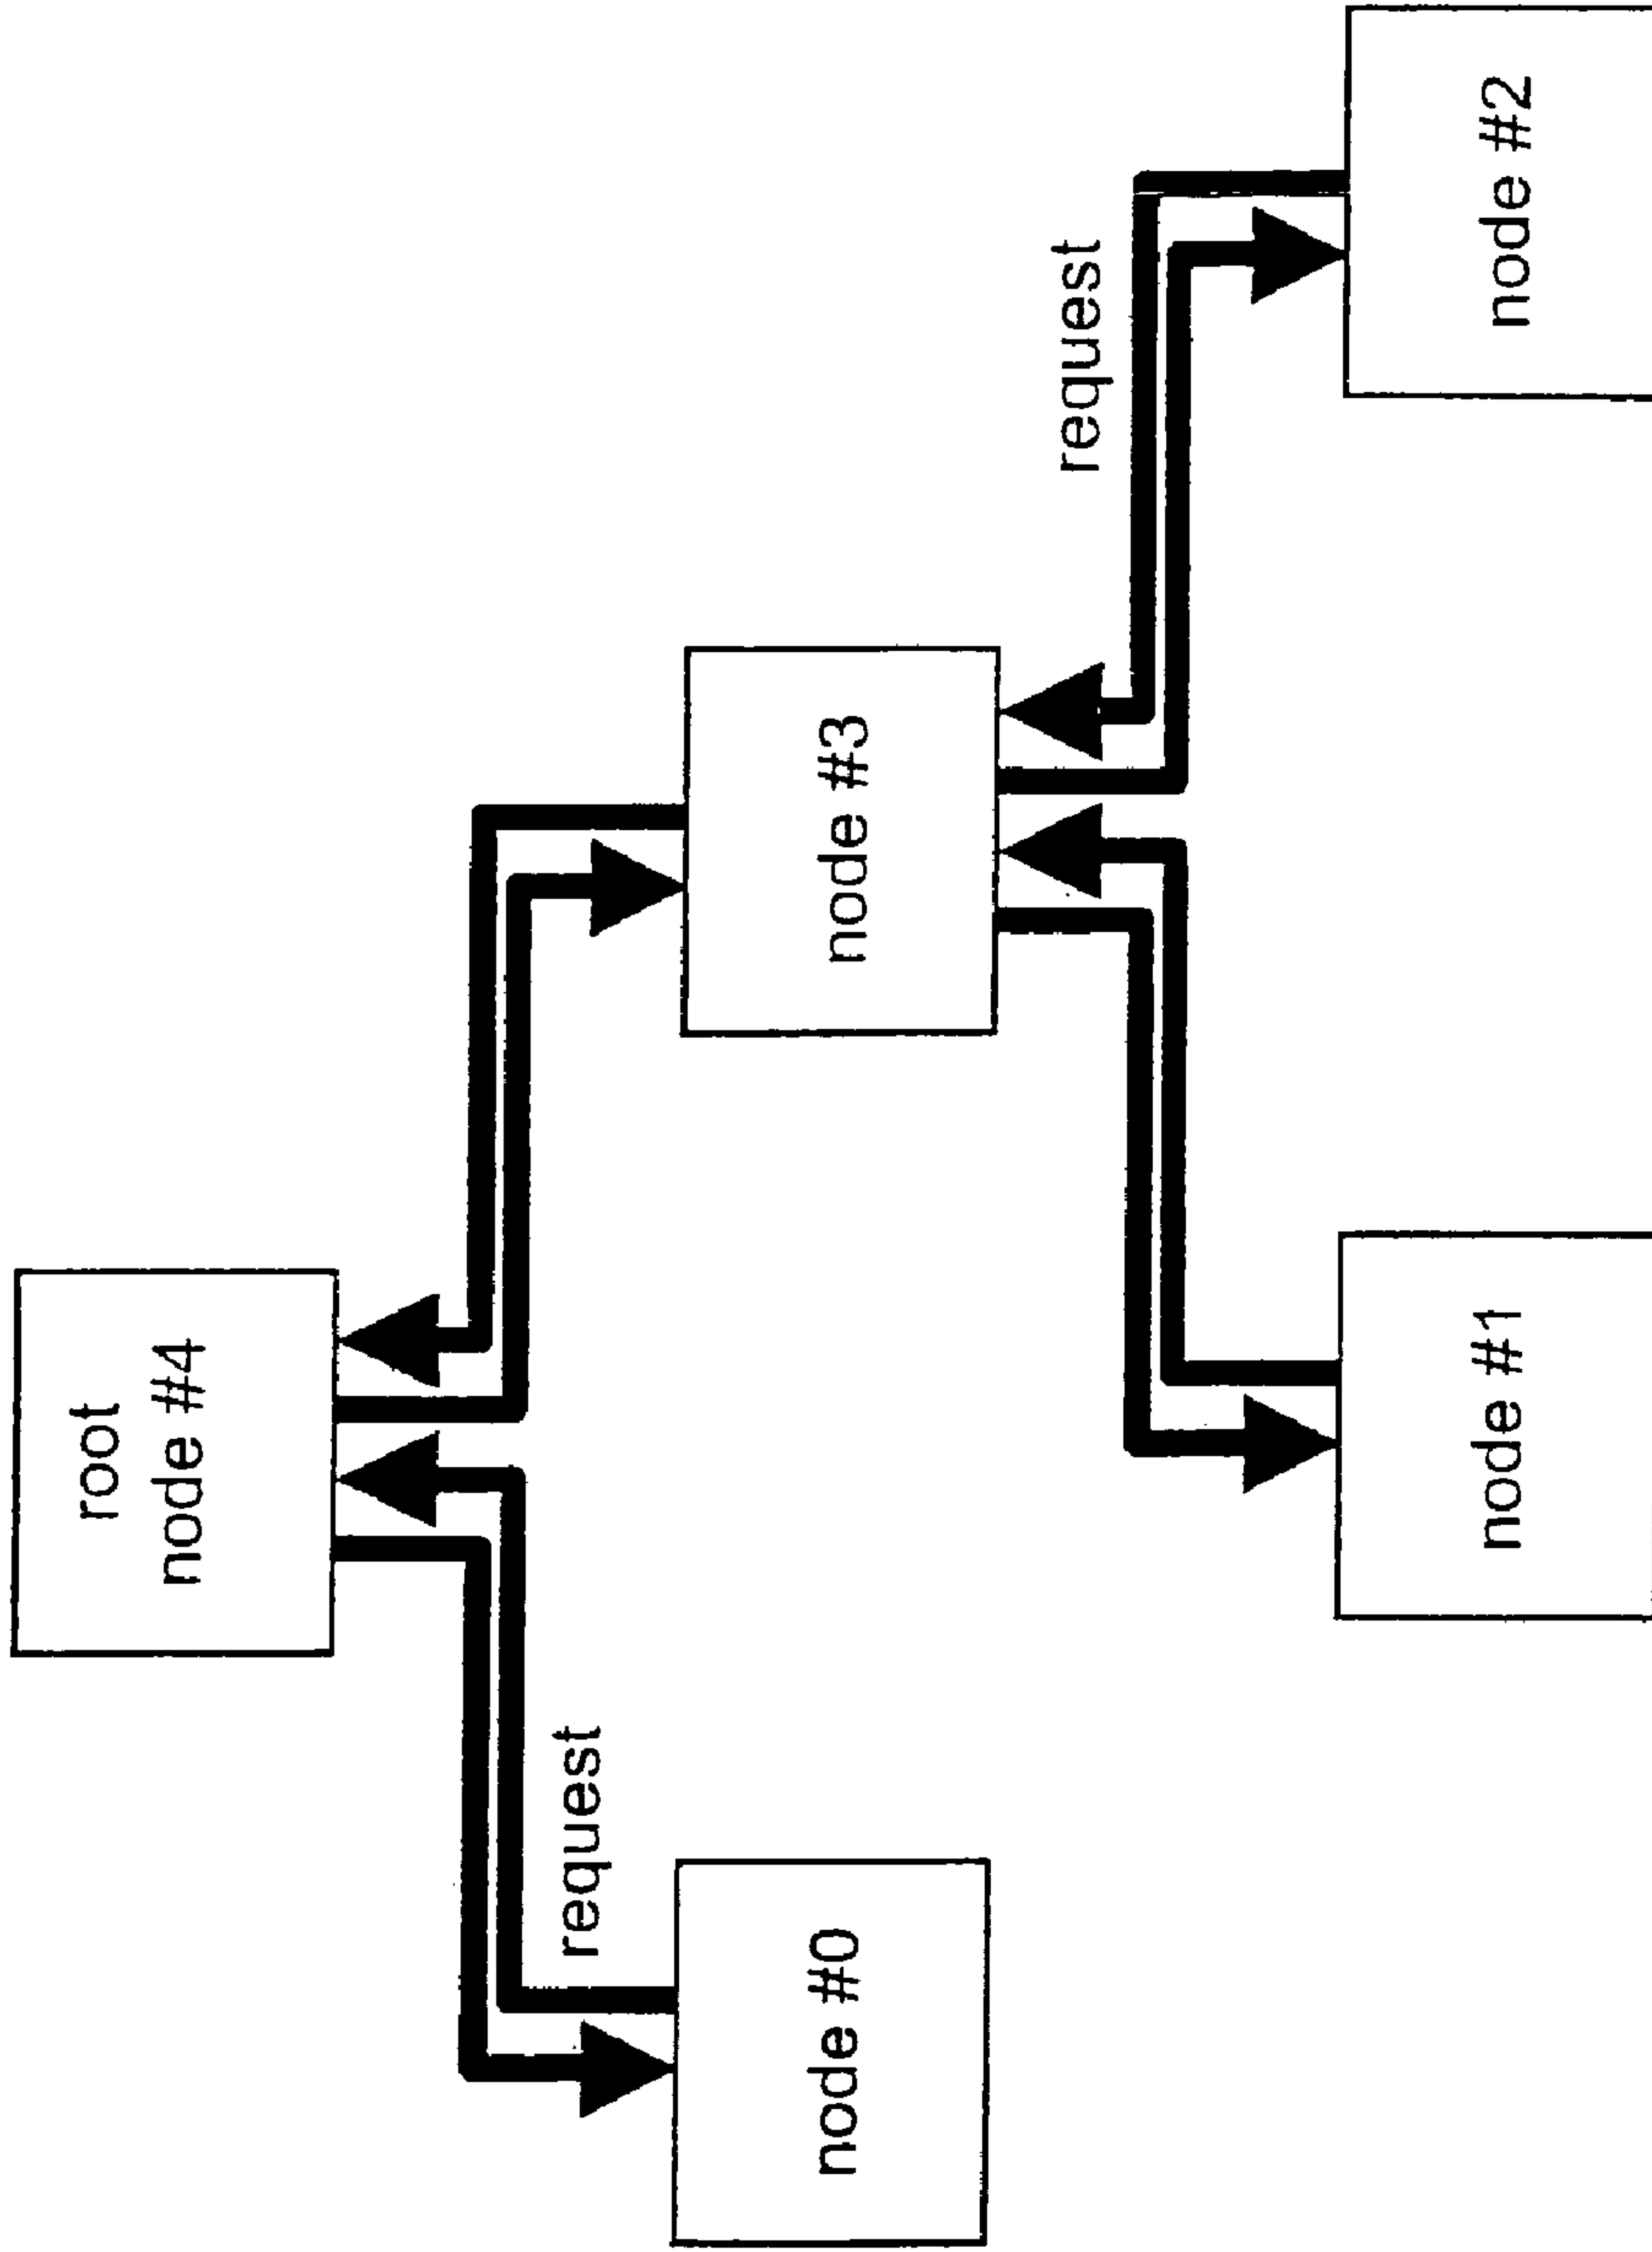 root
node #4
request
node #0
node #3
request
node #1
node #2